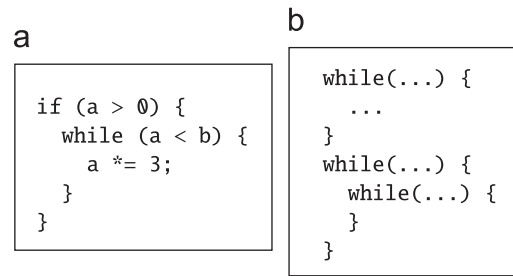 a
if (a > 0) {
  while (a < b) {
    a *= 3;
  }
}
b
while(...) {
  ...
}
while(...) {
  while(...) {
  }
}